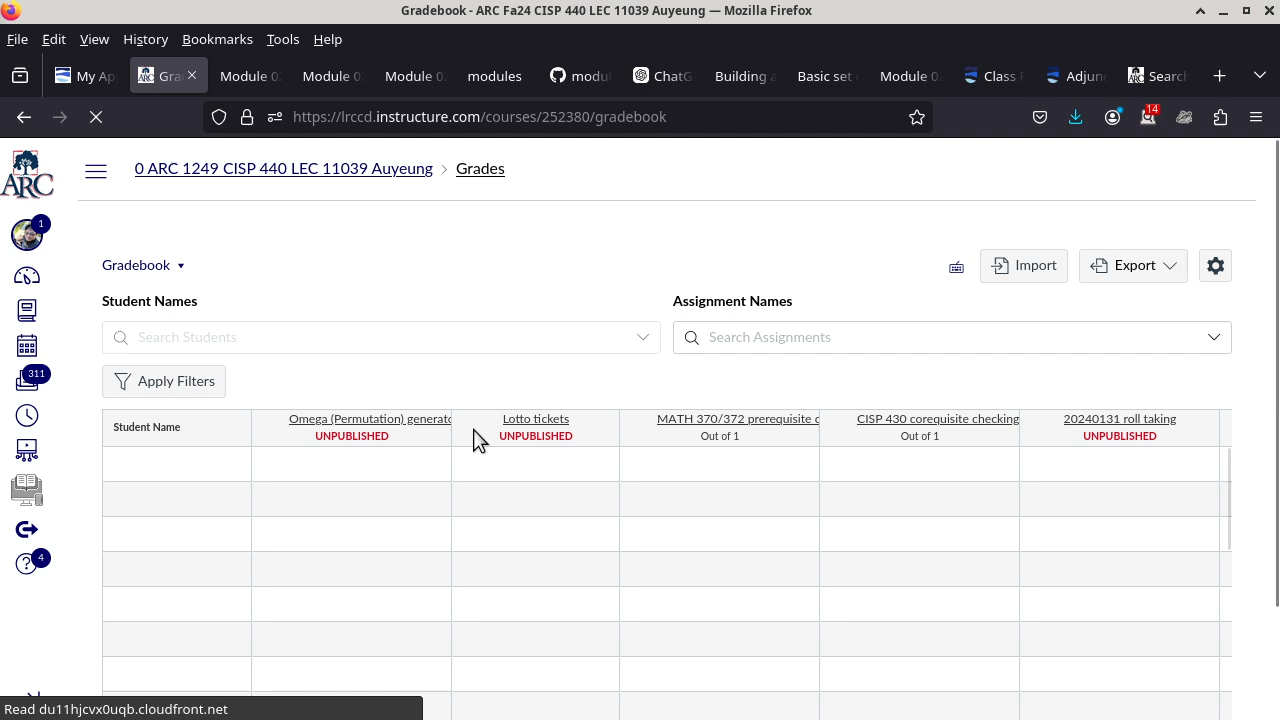 Gradebook - ARC Fa24 CISP 440 LEC 11039 Auyeung — Mozilla Firefox
File Edit View History Bookmarks Tools Help
My Ap Gra Module 0 Module 0 Module 0 modules modul ChatG Building a Basic set Module 0 Class Adjun Search
https://lrccd.instructure.com/courses/252380/gradebook
14
ARC
0 ARC 1249 CISP 440 LEC 11039 Auyeung > Grades
1
Gradebook
Import
Export
Student Names
Assignment Names
Search Students
Search Assignments
311
Apply Filters
Student Name
Omega (Permutation) generato
UNPUBLISHED
Lotto tickets
UNPUBLISHED
MATH 370/372 prerequisite c
Out of 1
CISP 430 corequisite checking
Out of 1
20240131 roll taking
UNPUBLISHED
4
Read du11hjcvx0uqb.cloudfront.net